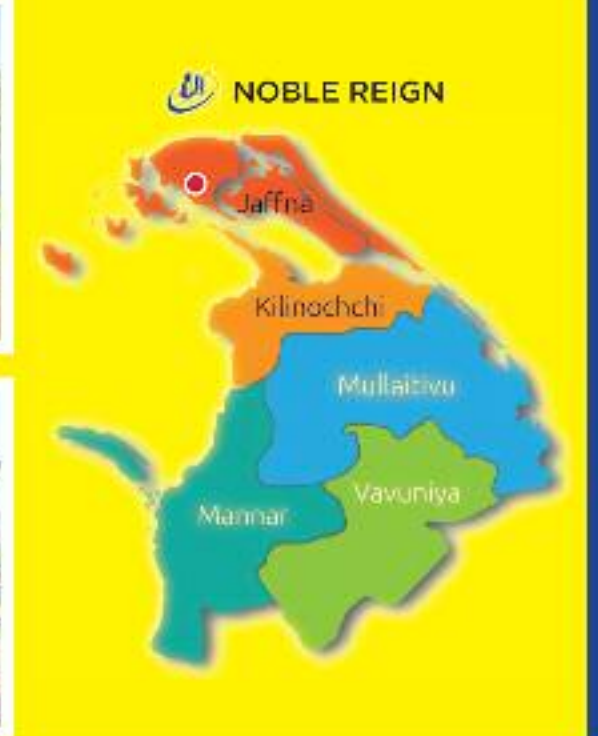 NOBLE REIGN
Jaffna
Kilinochchi
Mullaitivu
Vavuniya
Mannar